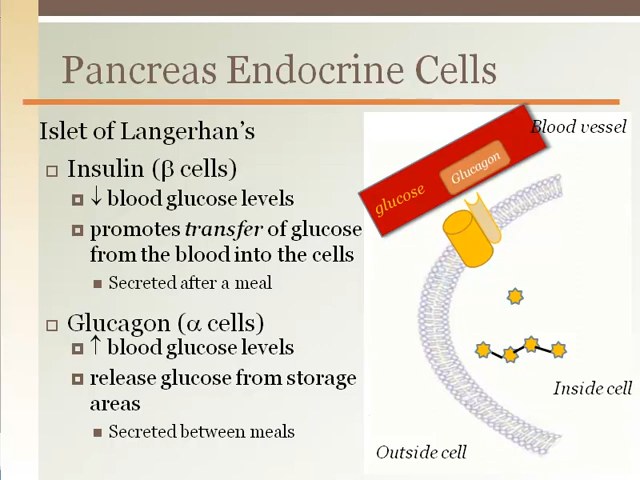 Pancreas Endocrine Cells
Islet of Langerhan’s
Insulin (β cells)
↓ blood glucose levels
promotes transfer of glucose
from the blood into the cells
Secreted after a meal
Glucagon (α cells)
↑ blood glucose levels
release glucose from storage
areas
Secreted between meals
Blood vessel
glucose
Glucagon
Inside cell
Outside cell